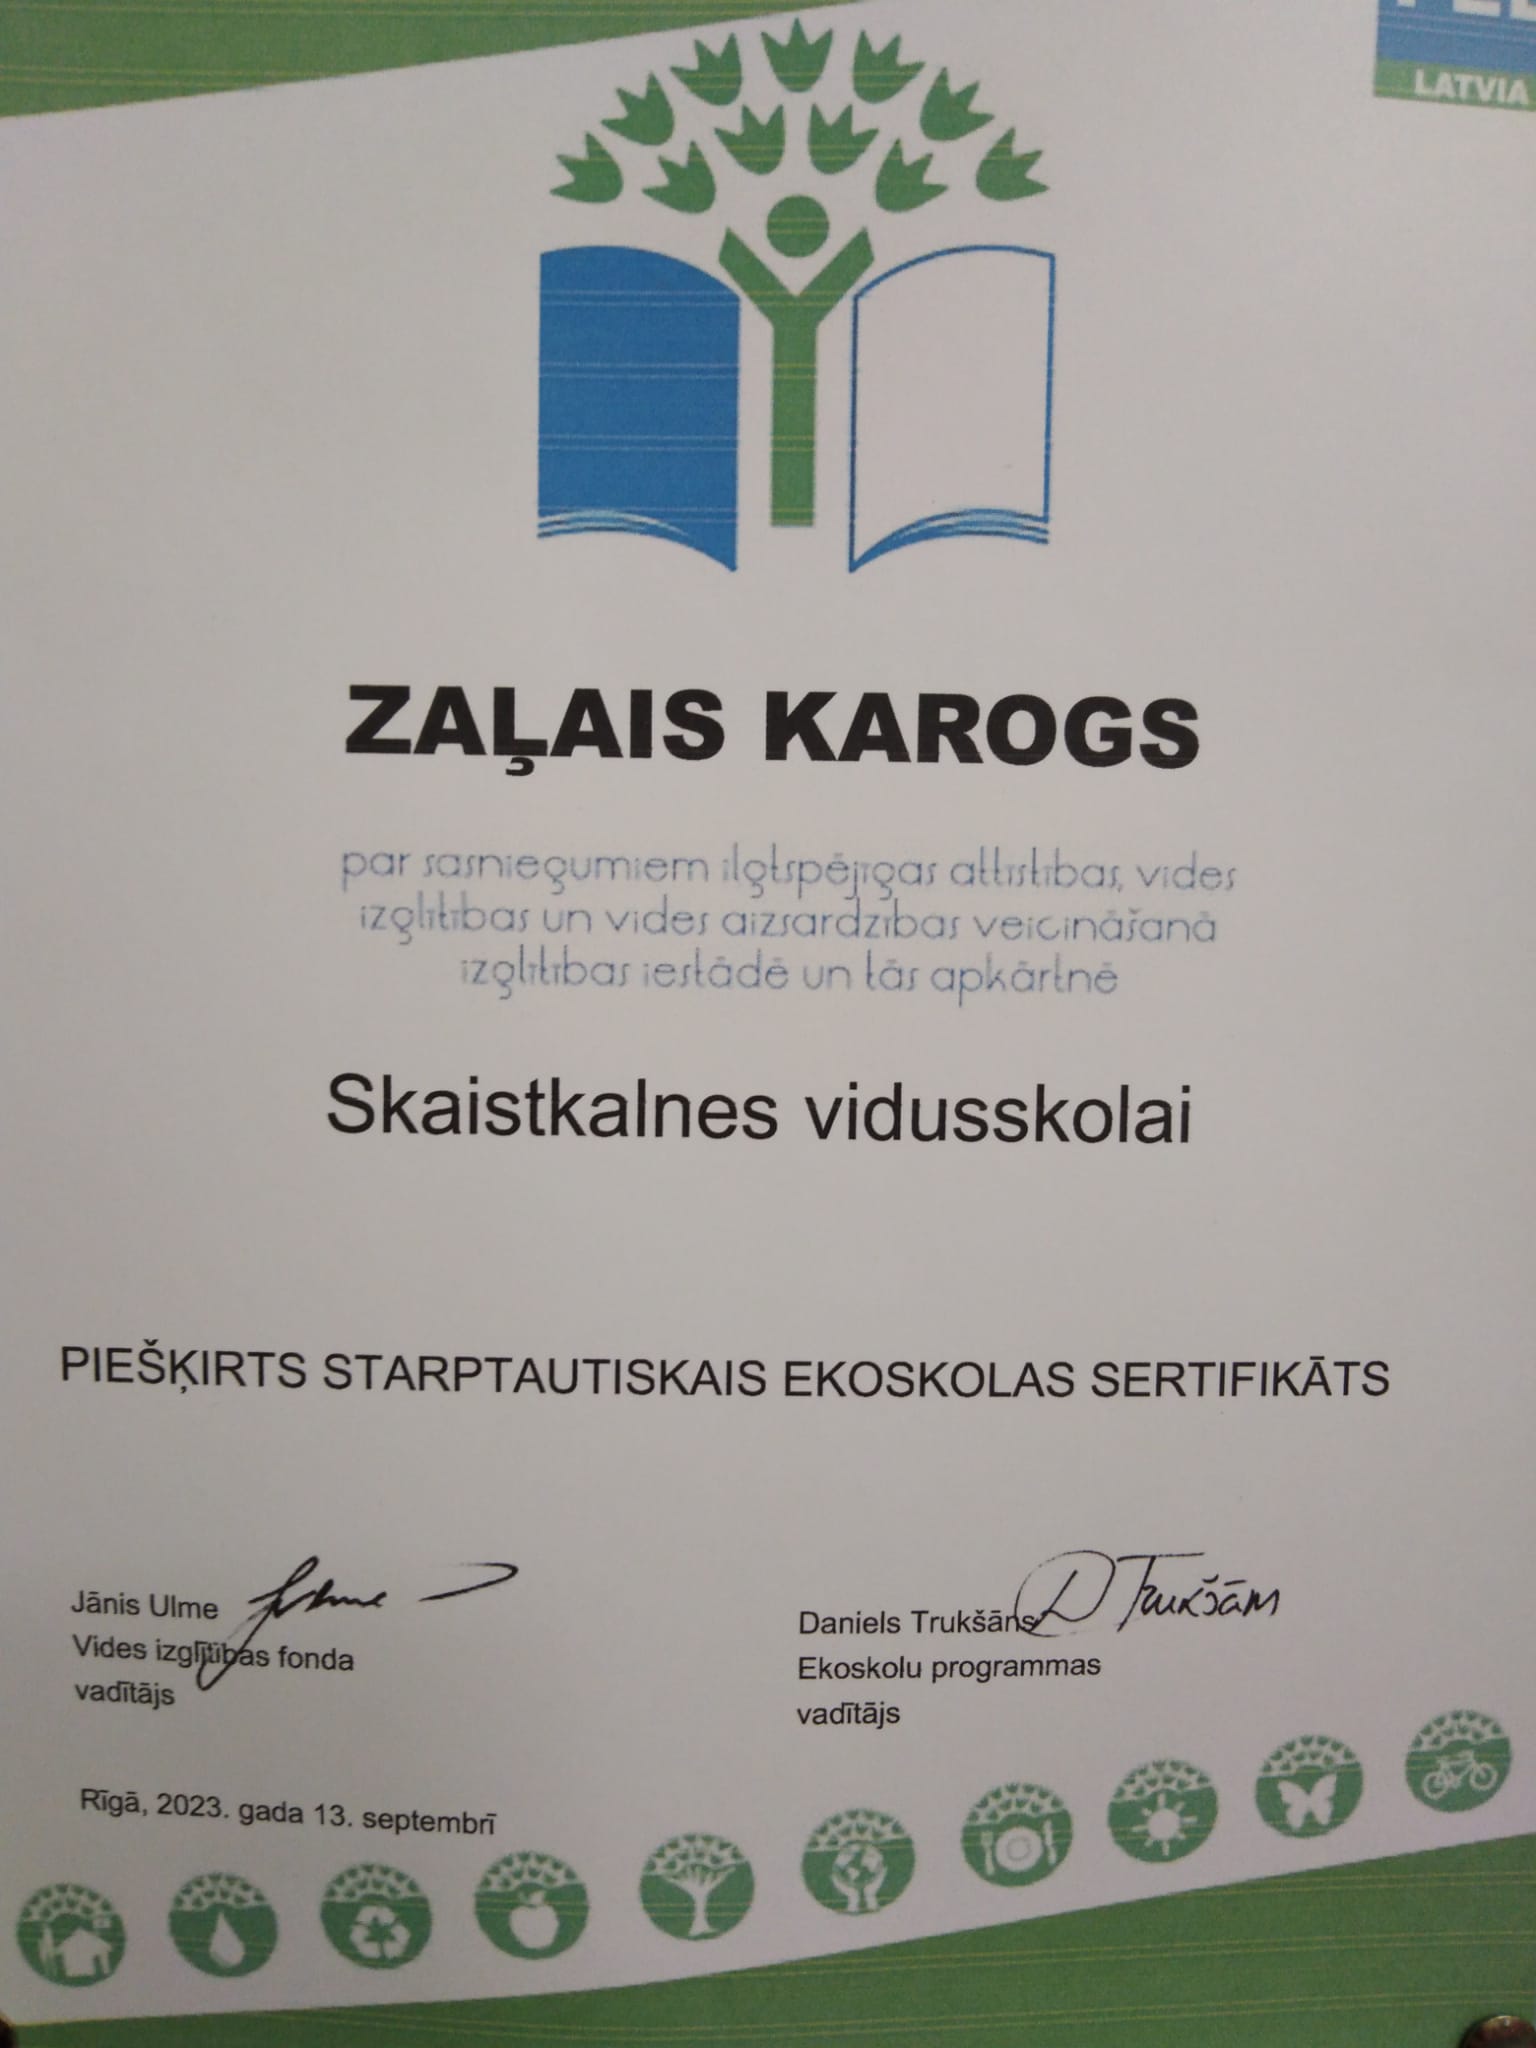 LATVIA
ZAĻAIS KAROGS
par sasniegumiem ilgtspējīgas attīstības, vides
izglītības un vides aizsardzības veicināšanā
izglītības iestādē un tās apkārtnē
Skaistkalnes vidusskolai
PIEŠĶIRTS STARPTAUTISKAIS EKOSKOLAS SERTIFIKĀTS
Jānis Ulme
Vides izglītības fonda
vadītājs
Daniels Trukšāns D Trukšāns
Ekoskolu programmas
vadītājs
Rīgā, 2023. gada 13. septembrī